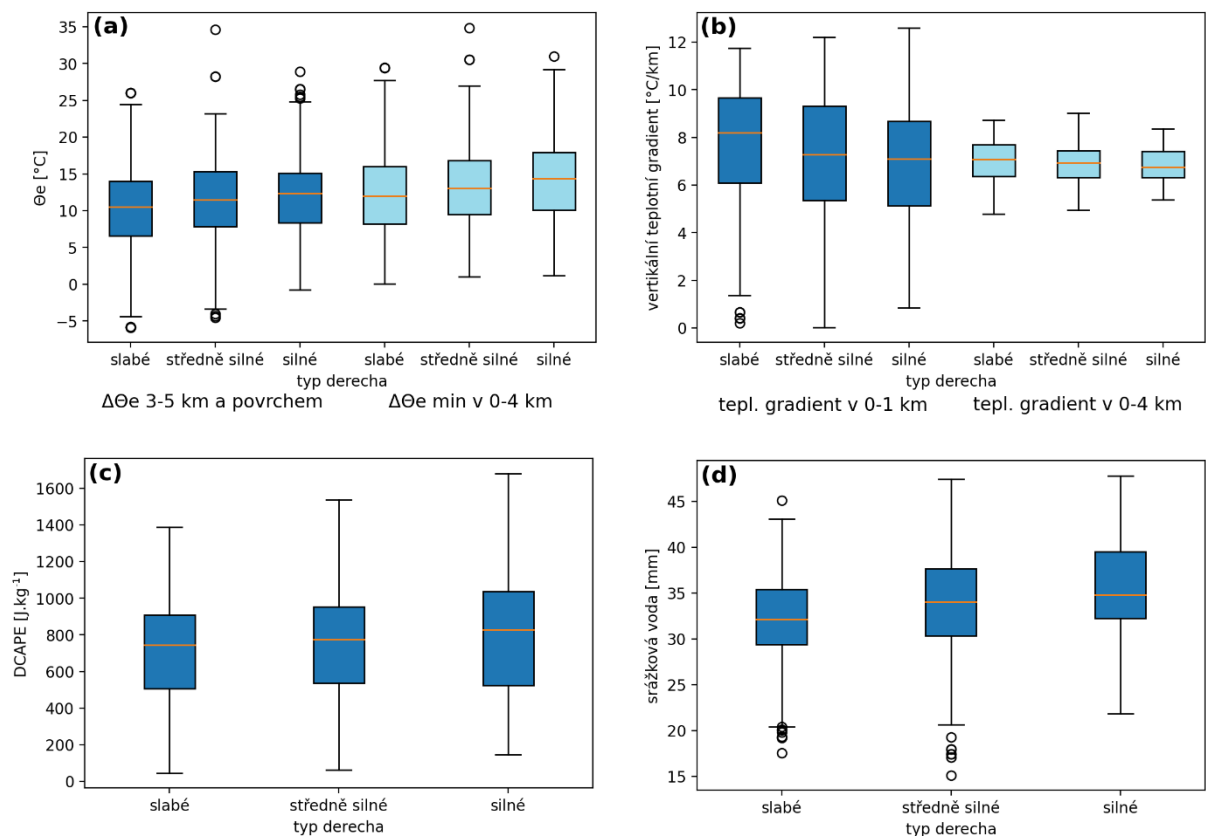 (a)
Θe [°C]
35
30
25
20
15
10
5
0
−5
slabé středně silné silné slabé středně silné silné
typ derecha
ΔΘe 3-5 km a povrchem ΔΘe min v 0-4 km
(b)
vertikální teplotní gradient [°C/km]
12
10
8
6
4
2
0
slabé středně silné silné slabé středně silné silné
typ derecha
tepl. gradient v 0-1 km tepl. gradient v 0-4 km
(c)
DCAPE [J.kg⁻¹]
1600
1400
1200
1000
800
600
400
200
0
slabé středně silné silné
typ derecha
(d)
srážková voda [mm]
45
40
35
30
25
20
15
slabé středně silné silné
typ derecha